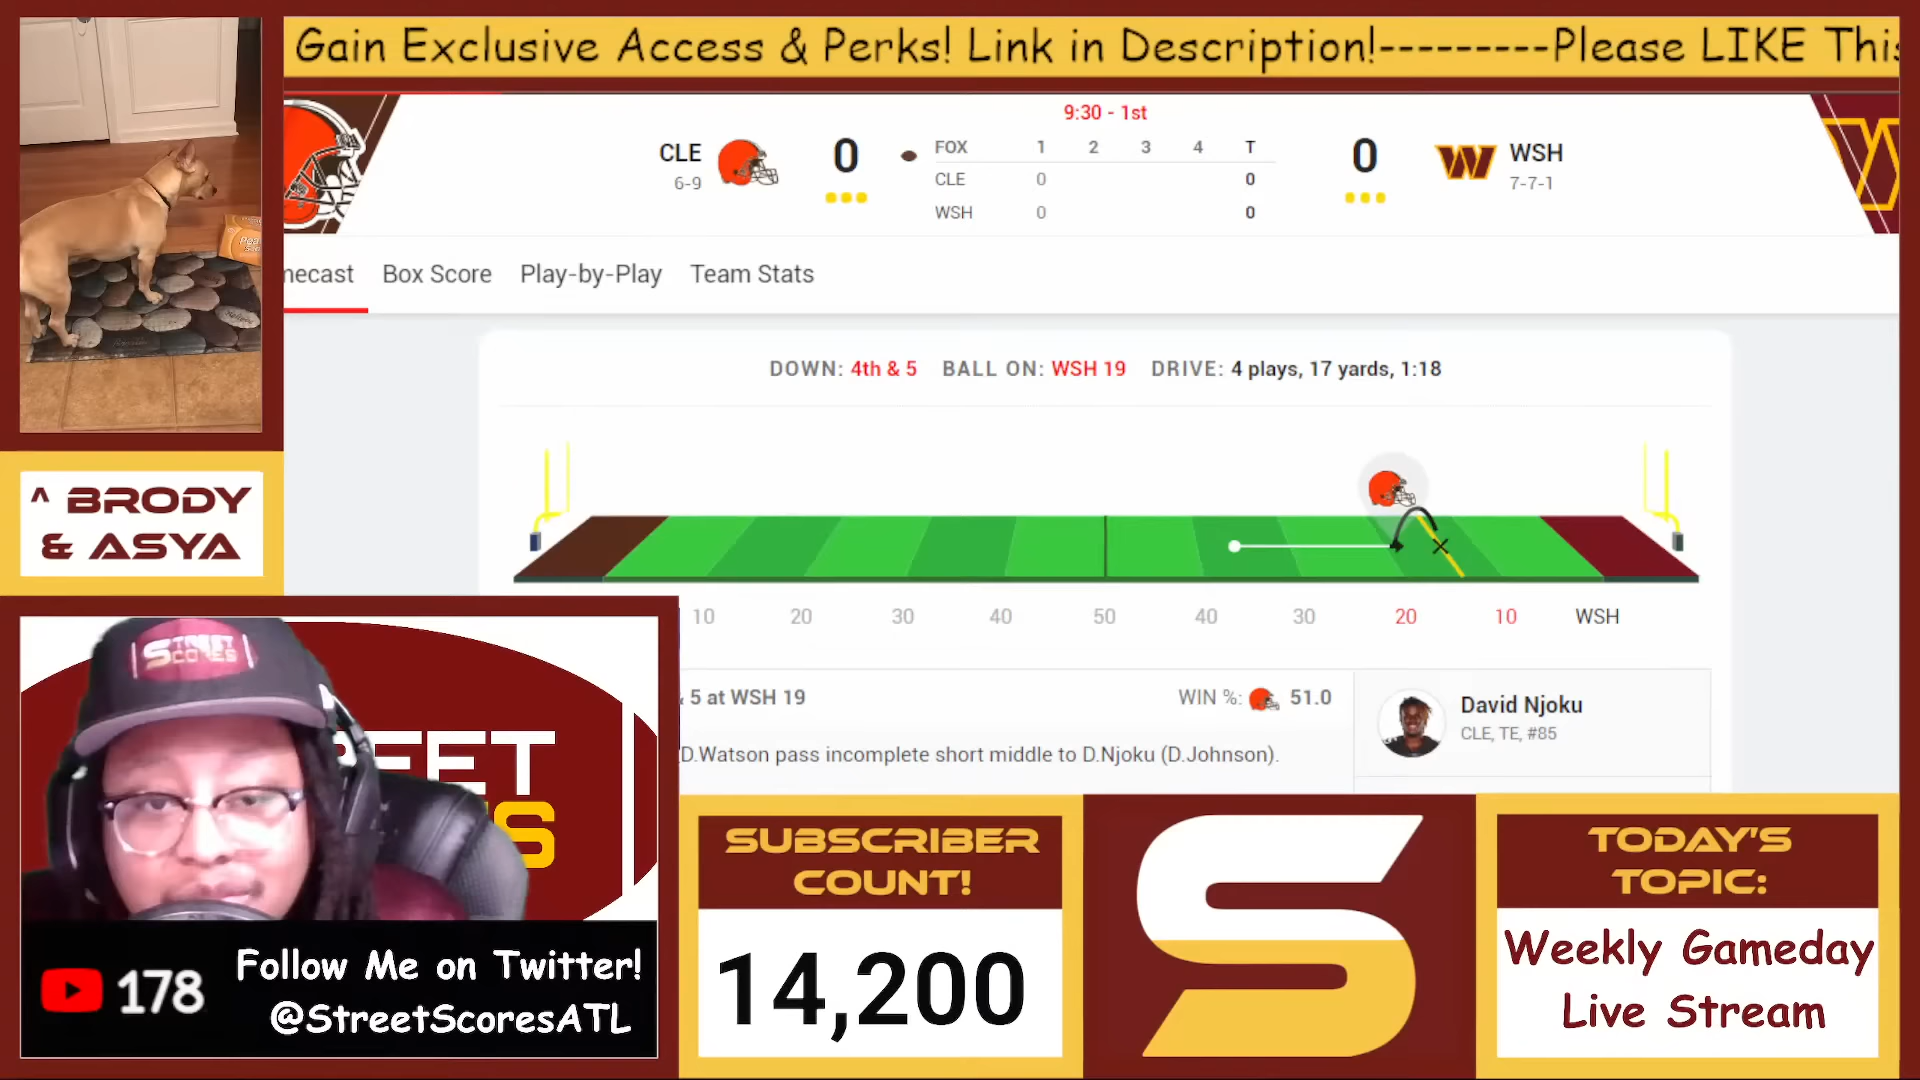 Gain Exclusive Access & Perks! Link in Description!---------Please LIKE This
9:30 - 1st
CLE
6-9
0
FOX 1 2 3 4 T
CLE 0 0
WSH 0 0
0
WSH
7-7-1
W
necast Box Score Play-by-Play Team Stats
DOWN: 4th & 5 BALL ON: WSH 19 DRIVE: 4 plays, 17 yards, 1:18
^ BRODY
& ASYA
10 20 30 40 50 40 30 20 10 WSH
& 5 at WSH 19
WIN %: 51.0
D.Watson pass incomplete short middle to D.Njoku (D.Johnson).
David Njoku
CLE, TE, #85
STREET
SCORES
REET
S
178
Follow Me on Twitter!
@StreetScoresATL
SUBSCRIBER
COUNT!
14,200
S
TODAY'S
TOPIC:
Weekly Gameday
Live Stream